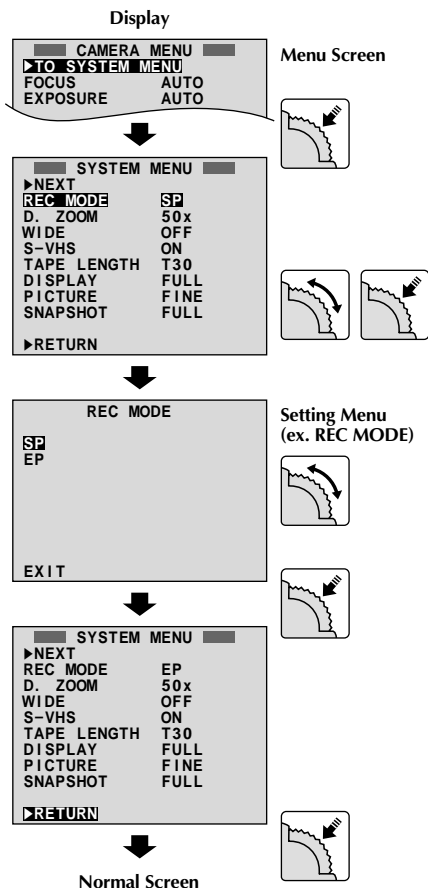 Display
CAMERA MENU
▶TO SYSTEM MENU
FOCUS AUTO
EXPOSURE AUTO
Menu Screen
SYSTEM MENU
▶NEXT
REC MODE SP
D. ZOOM 50x
WIDE OFF
S–VHS ON
TAPE LENGTH T30
DISPLAY FULL
PICTURE FINE
SNAPSHOT FULL
▶RETURN
REC MODE
SP
EP
EXIT
Setting Menu
(ex. REC MODE)
SYSTEM MENU
▶NEXT
REC MODE EP
D. ZOOM 50x
WIDE OFF
S–VHS ON
TAPE LENGTH T30
DISPLAY FULL
PICTURE FINE
SNAPSHOT FULL
▶RETURN
Normal Screen